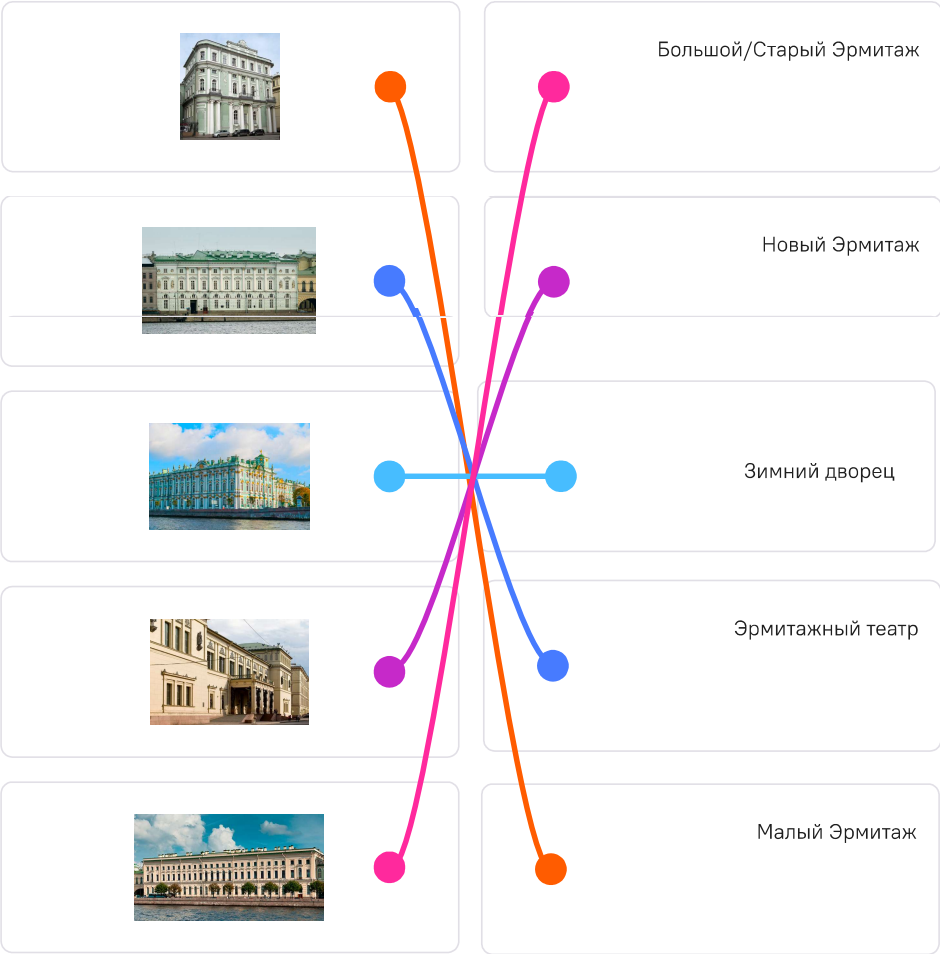 Большой/Старый Эрмитаж
Новый Эрмитаж
Зимний дворец
Эрмитажный театр
Малый Эрмитаж